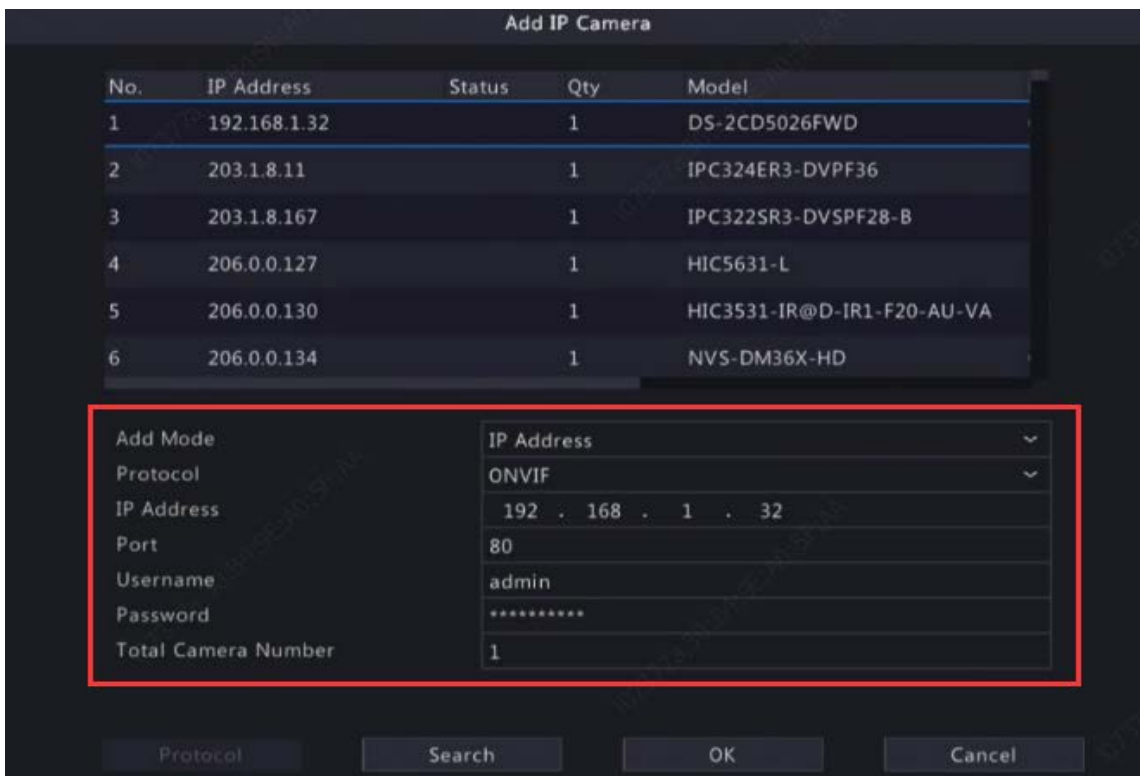 Add IP Camera
No. IP Address Status Qty Model
1 192.168.1.32 1 DS-2CD5026FWD
2 203.1.8.11 1 IPC324ER3-DVPF36
3 203.1.8.167 1 IPC322SR3-DVSPF28-B
4 206.0.0.127 1 HIC5631-L
5 206.0.0.130 1 HIC3531-IR@D-IR1-F20-AU-VA
6 206.0.0.134 1 NVS-DM36X-HD
Add Mode IP Address
Protocol ONVIF
IP Address 192 . 168 . 1 . 32
Port 80
Username admin
Password **********
Total Camera Number 1
Protocol Search OK Cancel